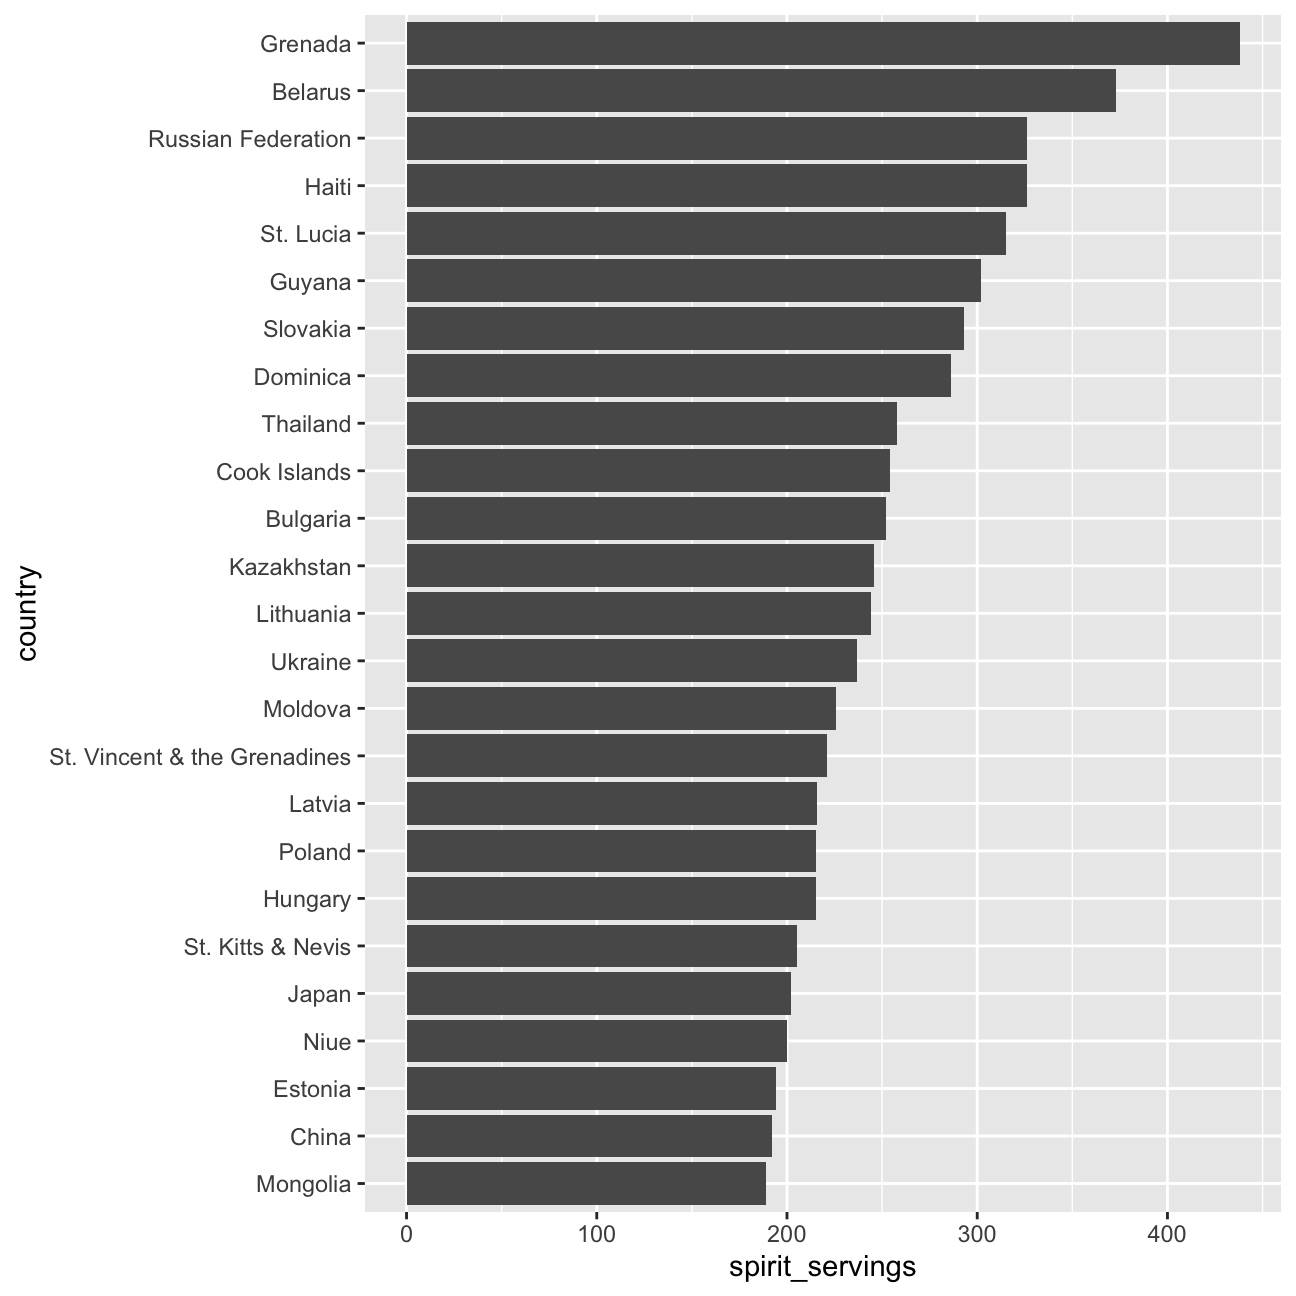 Grenada
Belarus
Russian Federation
Haiti
St. Lucia
Guyana
Slovakia
Dominica
Thailand
Cook Islands
Bulgaria
Kazakhstan
Lithuania
Ukraine
Moldova
St. Vincent & the Grenadines
Latvia
Poland
Hungary
St. Kitts & Nevis
Japan
Niue
Estonia
China
Mongolia
country
0 100 200 300 400
spirit_servings